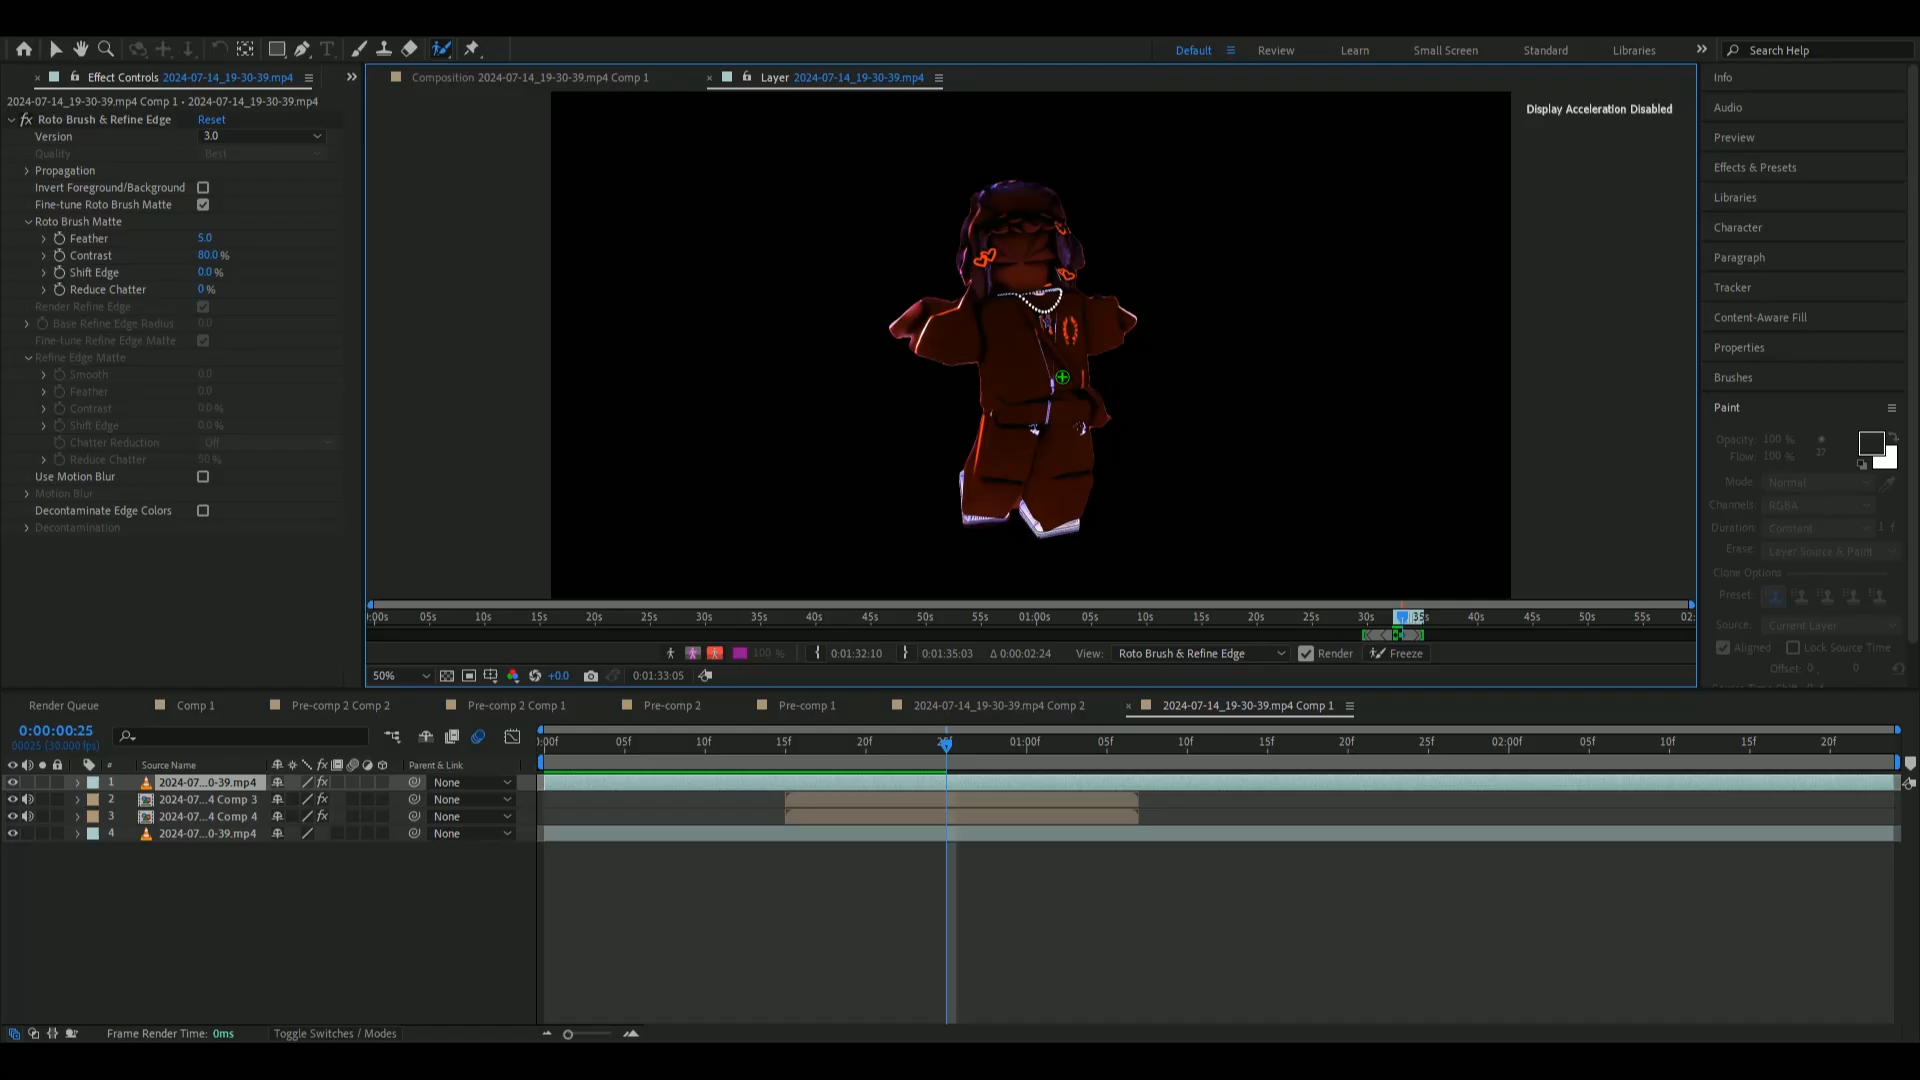 Default
Review
Learn
Small Screen
Standard
Libraries
Search Help
Effect Controls 2024-07-14_19-30-39.mp4
Composition 2024-07-14_19-30-39.mp4 Comp 1
Layer 2024-07-14_19-30-39.mp4
2024-07-14_19-30-39.mp4 Comp 1 • 2024-07-14_19-30-39.mp4
fx Roto Brush & Refine Edge Reset
Version 3.0
Quality Best
Propagation
Invert Foreground/Background
Fine-tune Roto Brush Matte
Roto Brush Matte
Feather 5.0
Contrast 80.0 %
Shift Edge 0.0 %
Reduce Chatter 0 %
Render Refine Edge
Base Refine Edge Radius 0.0
Fine-tune Refine Edge Matte
Refine Edge Matte
Smooth 0.0
Feather 0.0
Contrast 0.0 %
Shift Edge 0.0 %
Chatter Reduction Off
Reduce Chatter 50 %
Use Motion Blur
Motion Blur
Decontaminate Edge Colors
Decontamination
Display Acceleration Disabled
Info
Audio
Preview
Effects & Presets
Libraries
Character
Paragraph
Tracker
Content-Aware Fill
Properties
Brushes
Paint
Opacity: 100 %
Flow: 100 % 27
Mode: Normal
Channels: RGBA
Duration: Constant 1 f
Erase: Layer Source & Paint
Clone Options
Preset:
Source: Current Layer
Aligned Lock Source Time
Offset: 0 , 0
:00s 05s 10s 15s 20s 25s 30s 35s 40s 45s 50s 55s 01:00s 05s 10s 15s 20s 25s 30s 35s 40s 45s 50s 55s 02:
100 % 0:01:32:10 0:01:35:03 Δ 0:00:02:24 View: Roto Brush & Refine Edge Render Freeze
50% +0.0 0:01:33:05
Render Queue
Comp 1
Pre-comp 2 Comp 2
Pre-comp 2 Comp 1
Pre-comp 2
Pre-comp 1
2024-07-14_19-30-39.mp4 Comp 2
2024-07-14_19-30-39.mp4 Comp 1
0:00:00:25
00025 (30.000 fps)
:00f 05f 10f 15f 20f 25f 01:00f 05f 10f 15f 20f 25f 02:00f 05f 10f 15f 20f
# Source Name fx Parent & Link
1 2024-07...0-39.mp4 fx None
2 2024-07...4 Comp 3 fx None
3 2024-07...4 Comp 4 fx None
4 2024-07...0-39.mp4 None
Frame Render Time: 0ms Toggle Switches / Modes